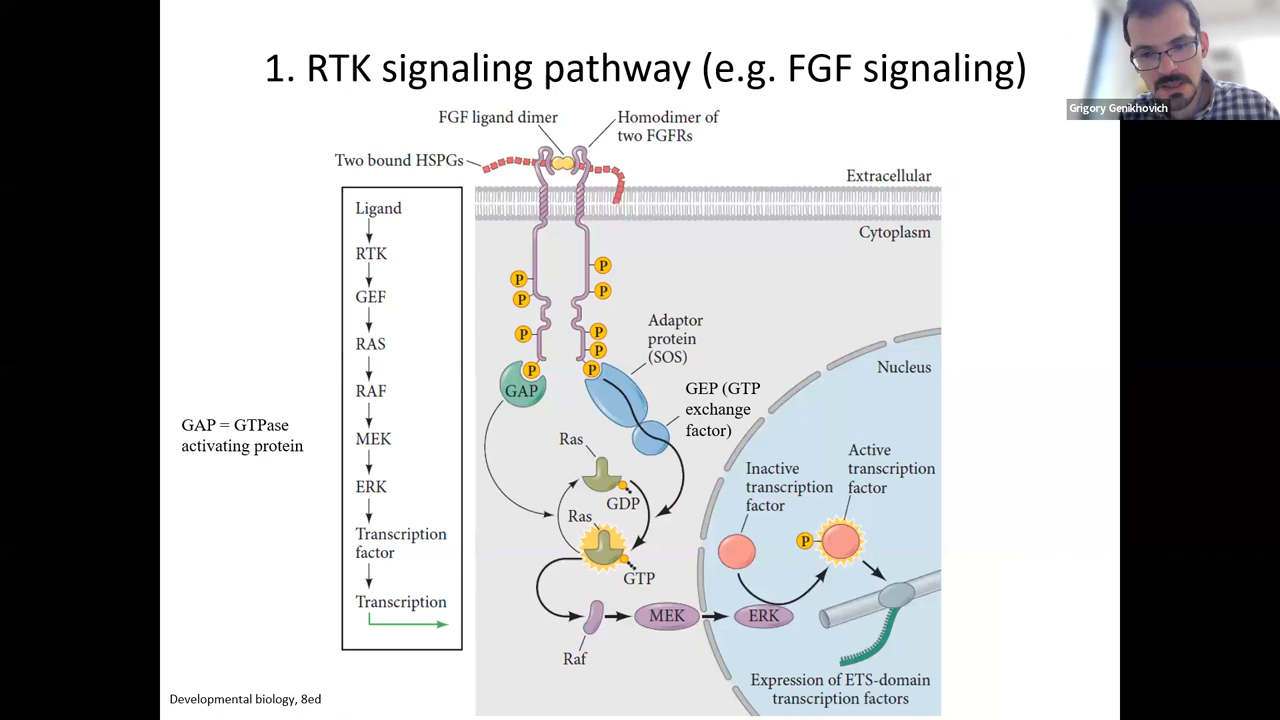 1. RTK signaling pathway (e.g. FGF signaling)
Grigory Genikhovich
FGF ligand dimer
Homodimer of
two FGFRs
Two bound HSPGs
Extracellular
Cytoplasm
Ligand
RTK
GEF
RAS
RAF
MEK
ERK
Transcription
factor
Transcription
GAP = GTPase
activating protein
P
P
P
P
P
P
P
P
P
GAP
Adaptor
protein
(SOS)
GEP (GTP
exchange
factor)
Ras
GDP
Ras
GTP
Raf
MEK
ERK
Nucleus
Inactive
transcription
factor
Active
transcription
factor
P
Expression of ETS-domain
transcription factors
Developmental biology, 8ed